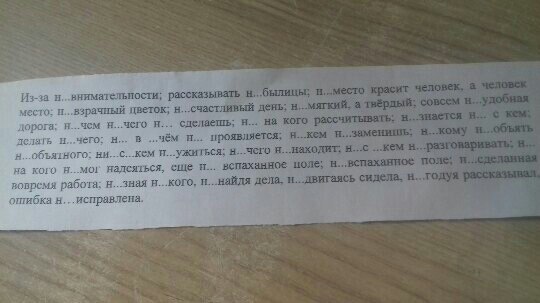 Из-за н...внимательности; рассказывать н...былицы; н...место красит человек, а человек
место; н...взрачный цветок; н...счастливый день; н...мягкий, а твёрдый; совсем н...удобная
дорога; н...чем н...чего н... сделаешь; н... на кого рассчитывать; н...знается н... с кем;
делать н...чего; н... в ...чём н... проявляется; н...кем н...заменишь; н...кому н...объять
н...объятного; ни...с...кем н...ужиться; н...чего н...находит; н...с ...кем н...разговаривать; н...
на кого н...мог надеяться, еще н... вспаханное поле; н...вспаханное поле; н...сделанная
вовремя работа; н...зная н...кого, н...найдя дела, н...двигаясь сидела, н...годуя рассказывал,
ошибка н...исправлена.